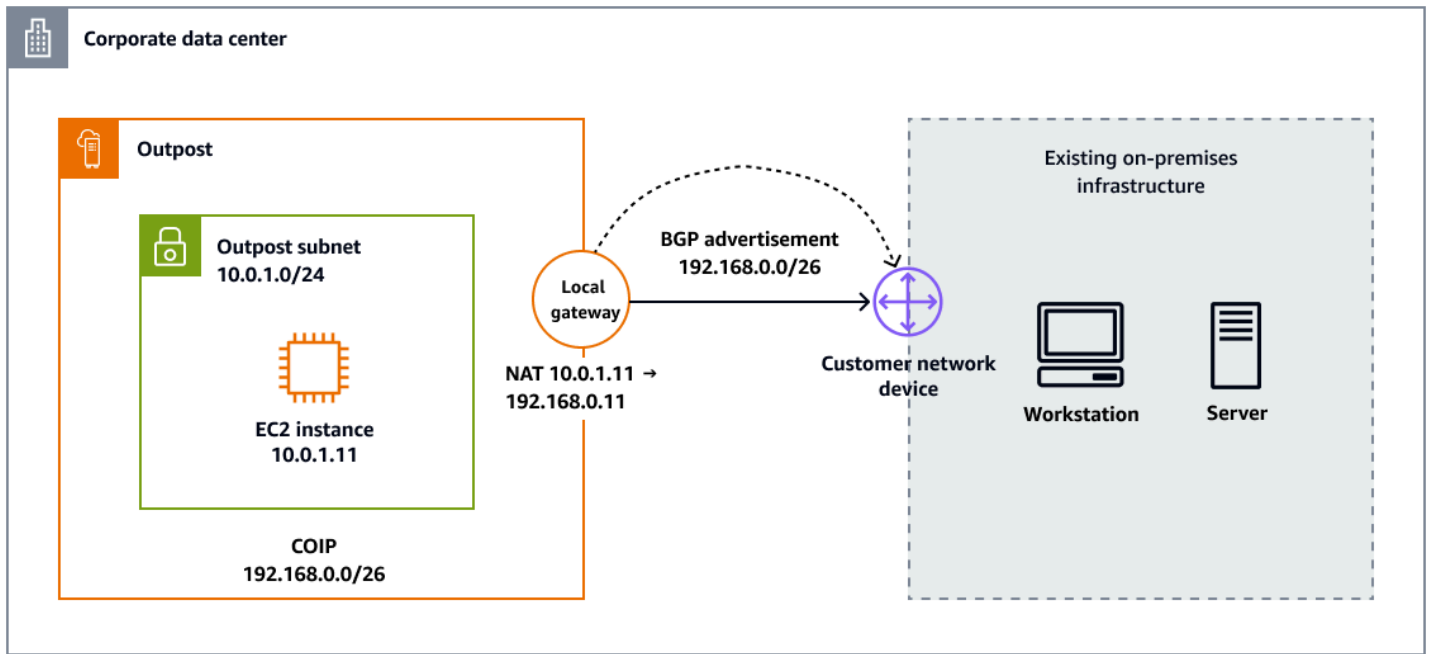 Corporate data center
Outpost
Outpost subnet
10.0.1.0/24
EC2 instance
10.0.1.11
COIP
192.168.0.0/26
Local
gateway
NAT 10.0.1.11 →
192.168.0.11
BGP advertisement
192.168.0.0/26
Customer network
device
Existing on-premises
infrastructure
Workstation
Server